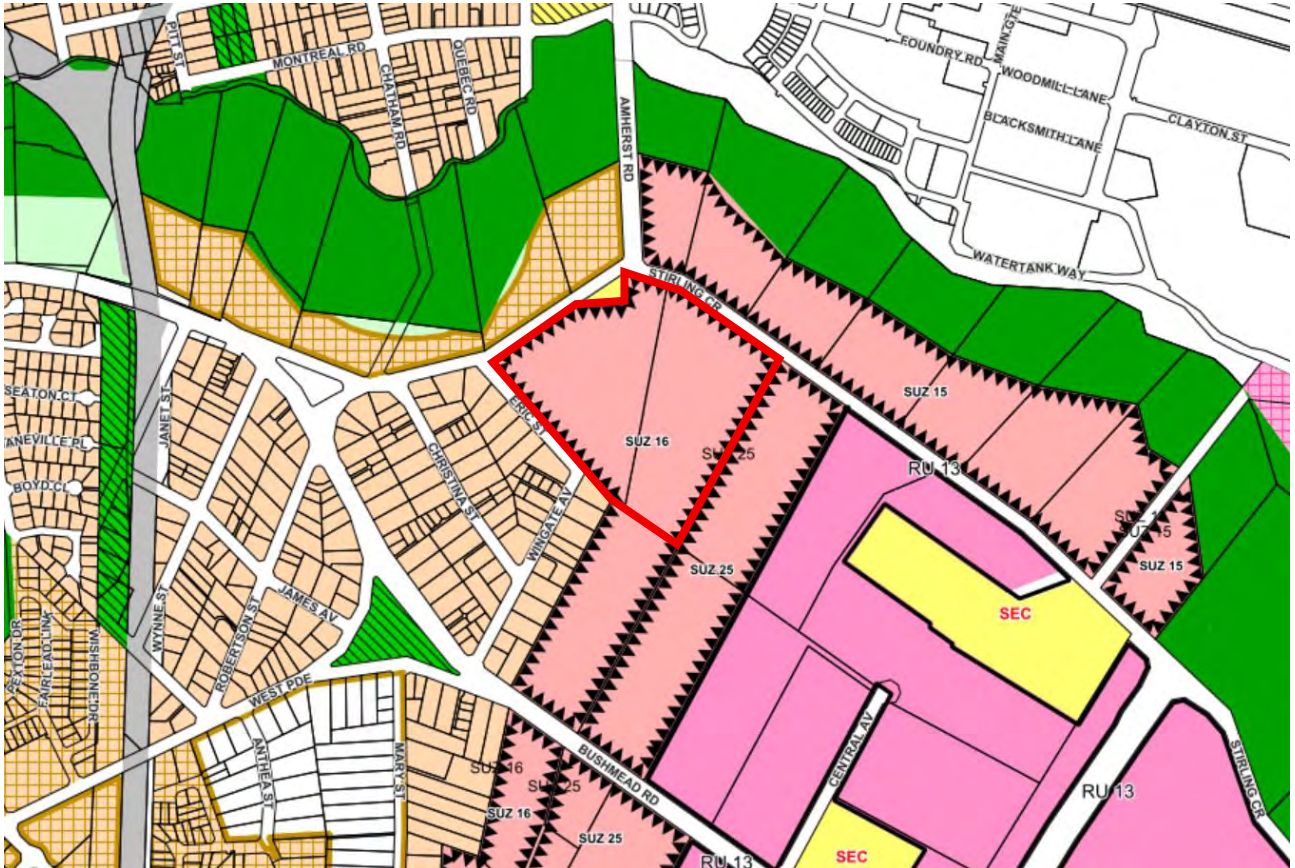 PITT ST
MONTREAL RD
CHATHAM RD
QUEBEC RD
AMHERST RD
FOUNDRY RD
WOODMILL LANE
BLACKSMITH LANE
CLAYTON ST
WATERTANK WAY
STIRLING CR
SUZ 15
SEATON CT
BOYD CL
JANET ST
ERIC ST
CHRISTINA ST
WINGATE AV
SUZ 16
RU 13
SUZ 15
SUZ 25
SEC
JAMES AV
WYNNE ST
ROBERTSON ST
FAIRLEAD LINK
WISHBONE DR
WEST PDE
ANTHEA ST
MARY ST
BUSHMEAD RD
CENTRAL AV
STIRLING CR
RU 13
SUZ 16
SUZ 25
SUZ 16
SUZ 25
RU 13
SEC